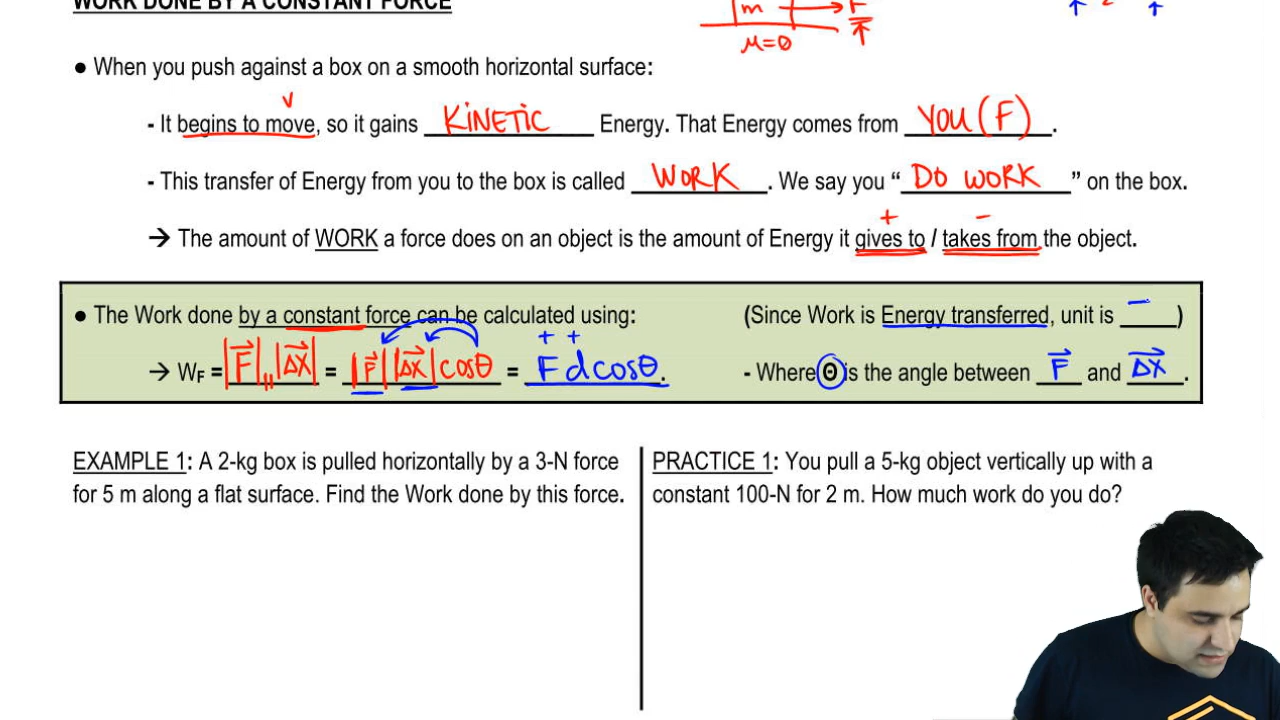 WORK DONE BY A CONSTANT FORCE
m F
μ=0
● When you push against a box on a smooth horizontal surface:
v
- It begins to move, so it gains KiNETiC Energy. That Energy comes from YOU (F).
- This transfer of Energy from you to the box is called WORK. We say you “DO WORK” on the box.
+ −
→ The amount of WORK a force does on an object is the amount of Energy it gives to / takes from the object.
● The Work done by a constant force can be calculated using: (Since Work is Energy transferred, unit is ____)
+ +
→ WF = |F→|,, |Δx→| = |F→| |Δx→| cosθ = F d cosθ. - Where Θ is the angle between F→ and Δx→.
EXAMPLE 1: A 2-kg box is pulled horizontally by a 3-N force
for 5 m along a flat surface. Find the Work done by this force.
PRACTICE 1: You pull a 5-kg object vertically up with a
constant 100-N for 2 m. How much work do you do?